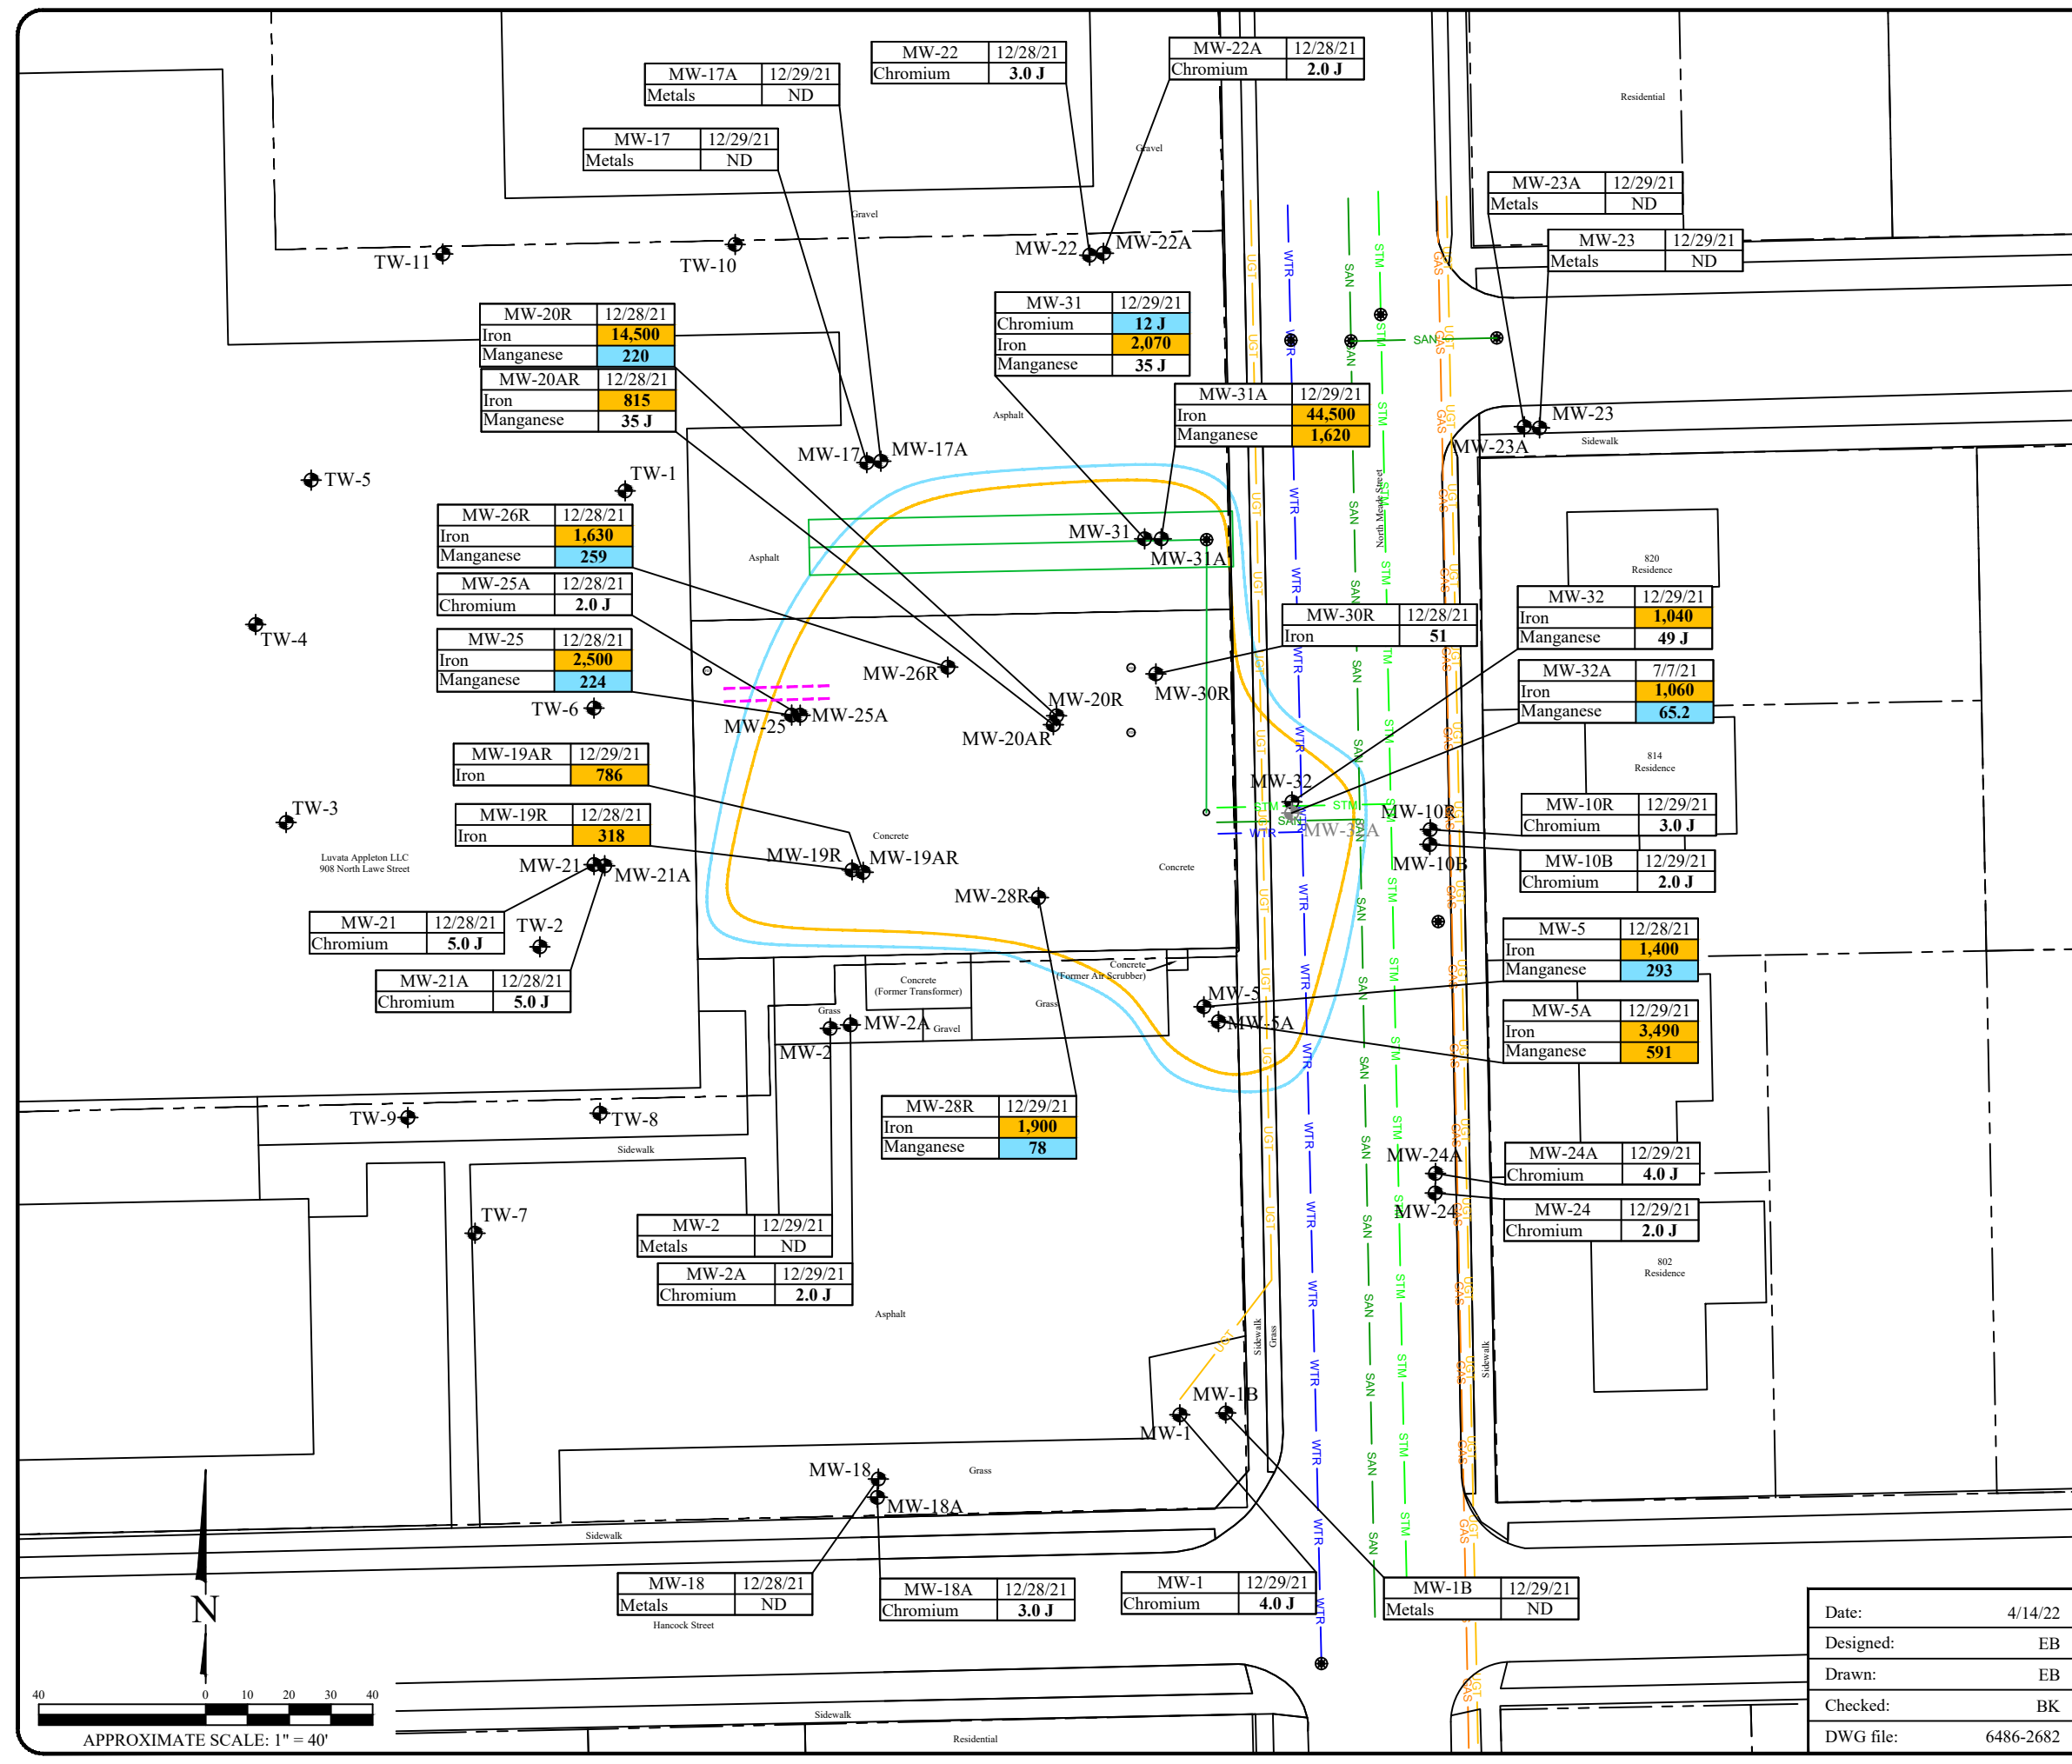 MW-22 12/28/21
Chromium 3.0 J
MW-22A 12/28/21
Chromium 2.0 J
MW-17A 12/29/21
Metals ND
MW-17 12/29/21
Metals ND
Residential
Gravel
MW-23A 12/29/21
Metals ND
Gravel
MW-23 12/29/21
Metals ND
TW-11
TW-10
MW-22
MW-22A
MW-20R 12/28/21
Iron 14,500
Manganese 220
MW-20AR 12/28/21
Iron 815
Manganese 35 J
MW-31 12/29/21
Chromium 12 J
Iron 2,070
Manganese 35 J
MW-31A 12/29/21
Iron 44,500
Manganese 1,620
Asphalt
MW-23
MW-23A
Sidewalk
MW-17
MW-17A
TW-5
TW-1
North Meade Street
MW-26R 12/28/21
Iron 1,630
Manganese 259
MW-25A 12/28/21
Chromium 2.0 J
MW-25 12/28/21
Iron 2,500
Manganese 224
Asphalt
MW-31
MW-31A
820
Residence
TW-4
MW-30R 12/28/21
Iron 51
MW-32 12/29/21
Iron 1,040
Manganese 49 J
MW-32A 7/7/21
Iron 1,060
Manganese 65.2
MW-26R
MW-30R
MW-20R
MW-20AR
TW-6
MW-25
MW-25A
814
Residence
MW-19AR 12/29/21
Iron 786
MW-19R 12/28/21
Iron 318
TW-3
MW-32
MW-32A
MW-10R
MW-10B
MW-10R 12/29/21
Chromium 3.0 J
MW-10B 12/29/21
Chromium 2.0 J
Concrete
Concrete
MW-19R
MW-19AR
Luvata Appleton LLC
908 North Lawe Street
MW-21
MW-21A
MW-28R
MW-21 12/28/21
Chromium 5.0 J
TW-2
MW-21A 12/28/21
Chromium 5.0 J
MW-5 12/28/21
Iron 1,400
Manganese 293
MW-5A 12/29/21
Iron 3,490
Manganese 591
Concrete
(Former Transformer)
Concrete
(Former Air Scrubber)
Grass
Grass
Gravel
MW-5
MW-5A
MW-2A
MW-2
TW-9
TW-8
Sidewalk
MW-28R 12/29/21
Iron 1,900
Manganese 78
MW-24A
MW-24
MW-24A 12/29/21
Chromium 4.0 J
MW-24 12/29/21
Chromium 2.0 J
TW-7
MW-2 12/29/21
Metals ND
MW-2A 12/29/21
Chromium 2.0 J
802
Residence
Asphalt
Sidewalk
Grass
Sidewalk
MW-1B
MW-1
MW-18
MW-18A
Grass
Sidewalk
MW-18 12/28/21
Metals ND
MW-18A 12/28/21
Chromium 3.0 J
MW-1 12/29/21
Chromium 4.0 J
MW-1B 12/29/21
Metals ND
Hancock Street
N
40 0 10 20 30 40
APPROXIMATE SCALE: 1" = 40'
Sidewalk
Residential
Date: 4/14/22
Designed: EB
Drawn: EB
Checked: BK
DWG file: 6486-2682
UGT
WTR
SAN
STM
GAS